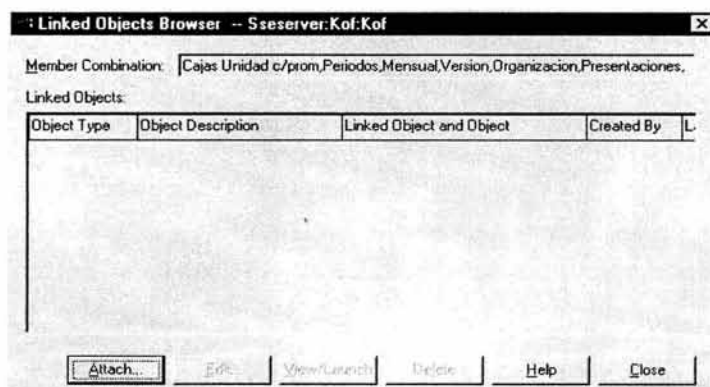 Linked Objects Browser -- Sseserver:Kof:Kof
Member Combination: Cajas Unidad c/prom,Periodos,Mensual,Version,Organizacion,Presentaciones,
Linked Objects:
Object Type Object Description Linked Object and Object Created By L
Attach... Edit... View/Launch Delete Help Close